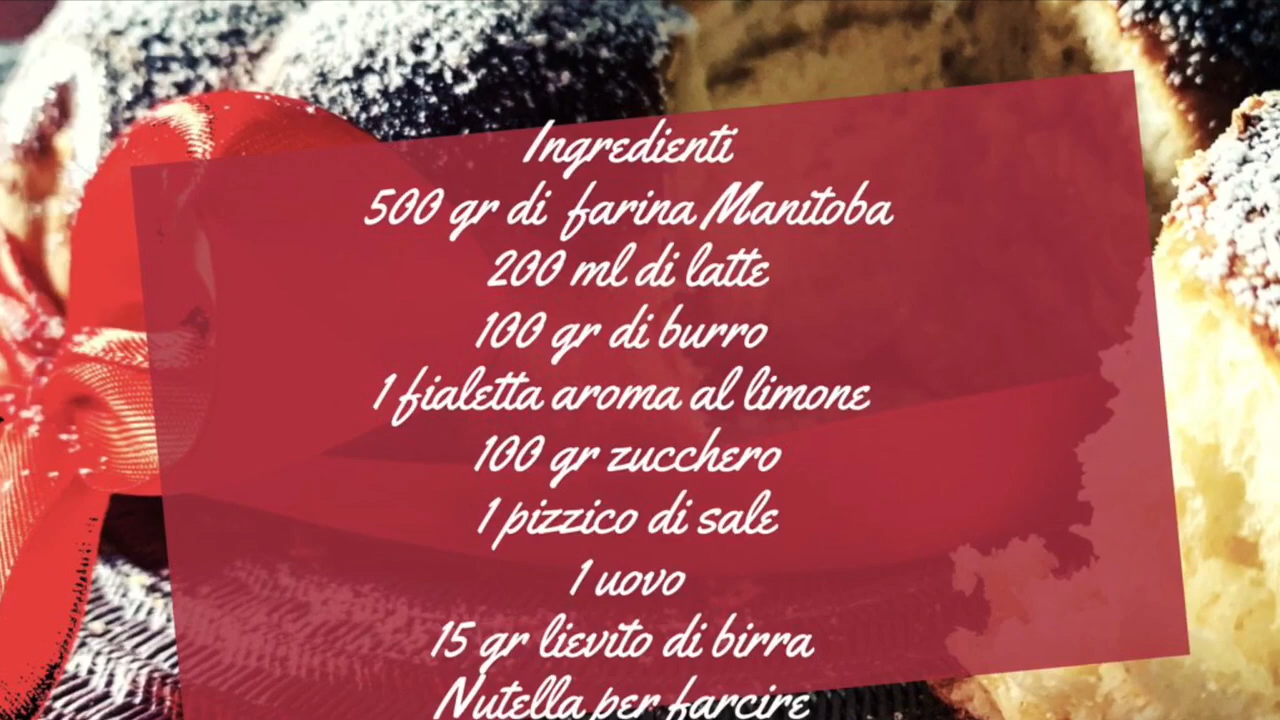 Ingredienti
500 gr di farina Manitoba
200 ml di latte
100 gr di burro
1 fialetta aroma al limone
100 gr zucchero
1 pizzico di sale
1 uovo
15 gr lievito di birra
Nutella per farcire